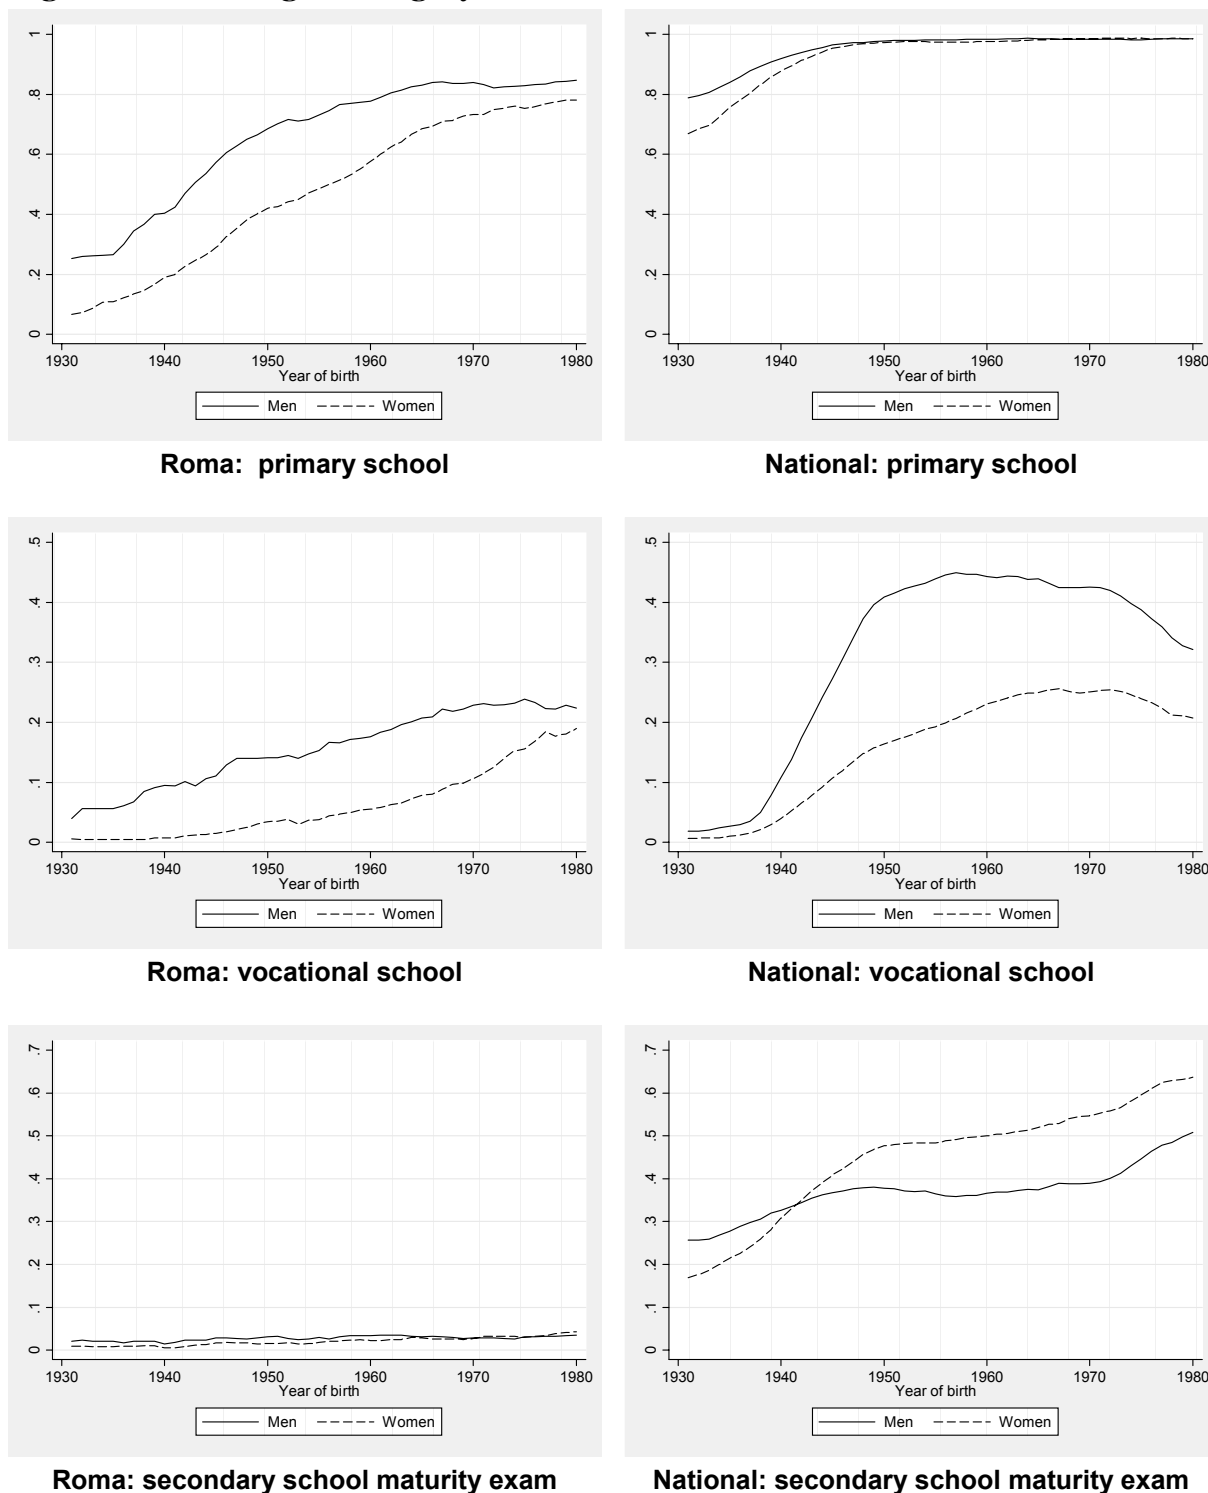 1
.8
.6
.4
.2
0
1930 1940 1950 1960 1970 1980
Year of birth
Men Women
Roma: primary school
1
.8
.6
.4
.2
0
1930 1940 1950 1960 1970 1980
Year of birth
Men Women
National: primary school
.5
.4
.3
.2
.1
0
1930 1940 1950 1960 1970 1980
Year of birth
Men Women
Roma: vocational school
.5
.4
.3
.2
.1
0
1930 1940 1950 1960 1970 1980
Year of birth
Men Women
National: vocational school
.7
.6
.5
.4
.3
.2
.1
0
1930 1940 1950 1960 1970 1980
Year of birth
Men Women
Roma: secondary school maturity exam
.7
.6
.5
.4
.3
.2
.1
0
1930 1940 1950 1960 1970 1980
Year of birth
Men Women
National: secondary school maturity exam